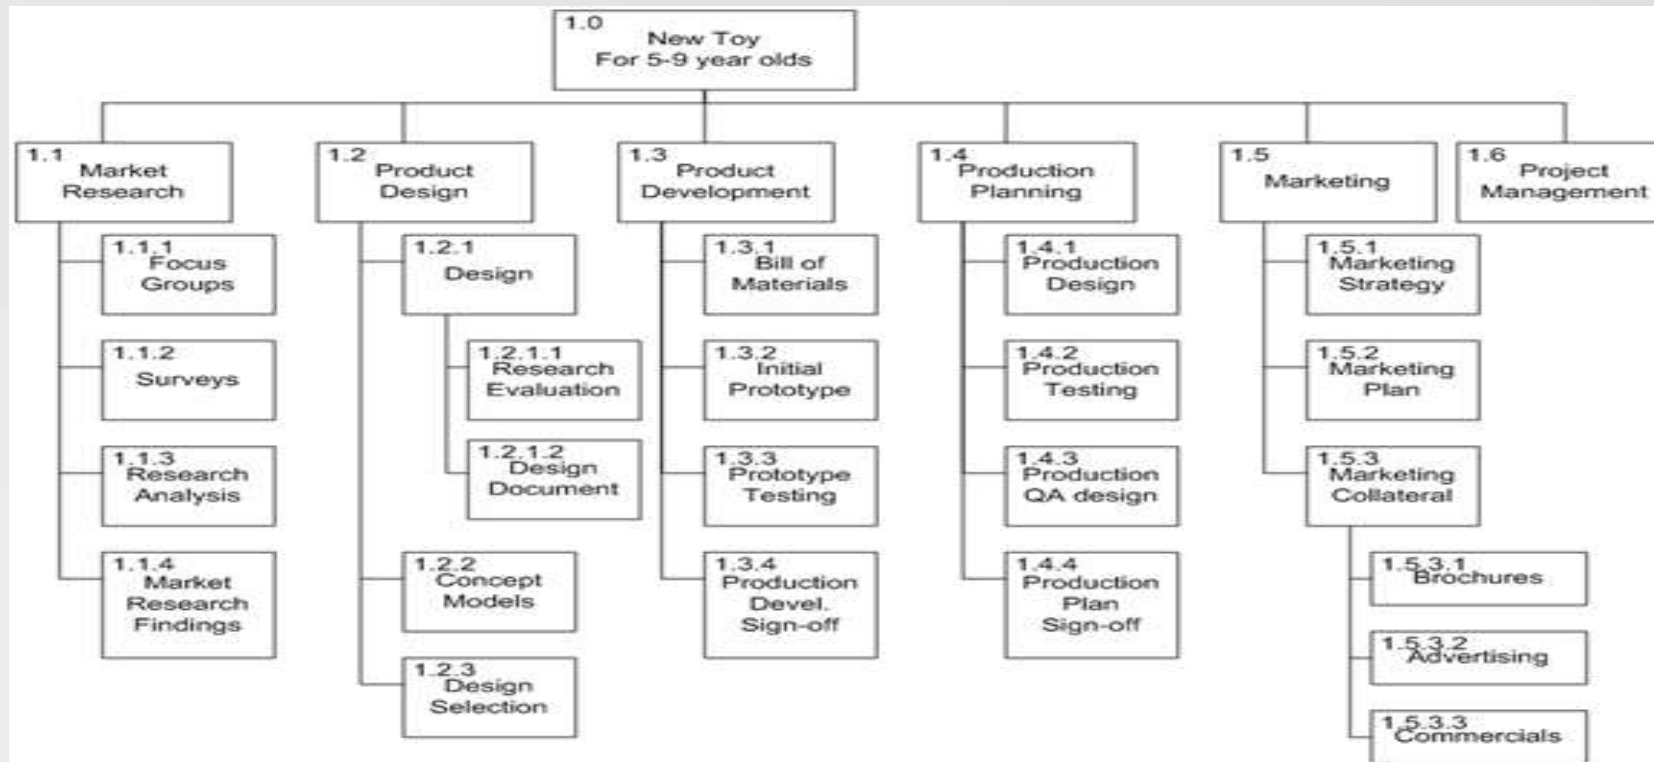 1.0
New Toy
For 5-9 year olds
1.1
Market
Research
1.1.1
Focus
Groups
1.1.2
Surveys
1.1.3
Research
Analysis
1.1.4
Market
Research
Findings
1.2
Product
Design
1.2.1
Design
1.2.1.1
Research
Evaluation
1.2.1.2
Design
Document
1.2.2
Concept
Models
1.2.3
Design
Selection
1.3
Product
Development
1.3.1
Bill of
Materials
1.3.2
Initial
Prototype
1.3.3
Prototype
Testing
1.3.4
Production
Devel.
Sign-off
1.4
Production
Planning
1.4.1
Production
Design
1.4.2
Production
Testing
1.4.3
Production
QA design
1.4.4
Production
Plan
Sign-off
1.5
Marketing
1.5.1
Marketing
Strategy
1.5.2
Marketing
Plan
1.5.3
Marketing
Collateral
1.5.3.1
Brochures
1.5.3.2
Advertising
1.5.3.3
Commercials
1.6
Project
Management